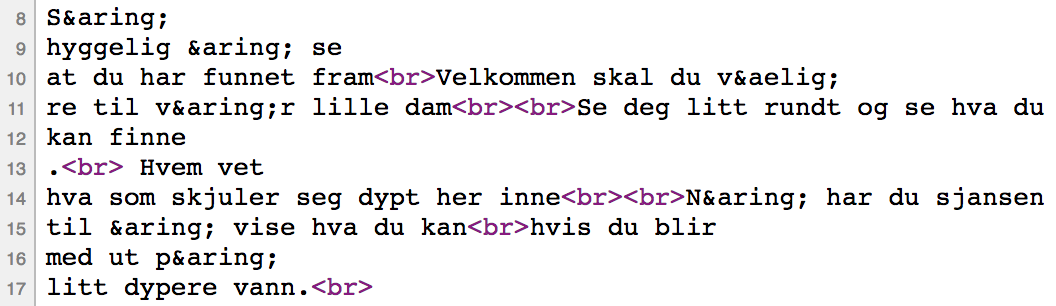 8 S&aring;
9 hyggelig &aring; se
10 at du har funnet fram<br>Velkommen skal du v&aelig;
11 re til v&aring;r lille dam<br><br>Se deg litt rundt og se hva du
12 kan finne
13 .<br> Hvem vet
14 hva som skjuler seg dypt her inne<br><br>N&aring; har du sjansen
15 til &aring; vise hva du kan<br>hvis du blir
16 med ut p&aring;
17 litt dypere vann.<br>